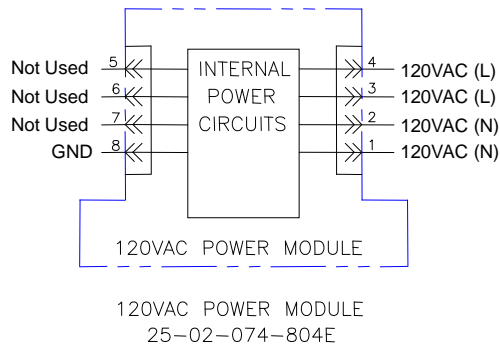 Not Used 5 INTERNAL 4 120VAC (L)
Not Used 6 POWER 3 120VAC (L)
Not Used 7 CIRCUITS 2 120VAC (N)
GND 8 1 120VAC (N)
120VAC POWER MODULE
120VAC POWER MODULE
25-02-074-804E